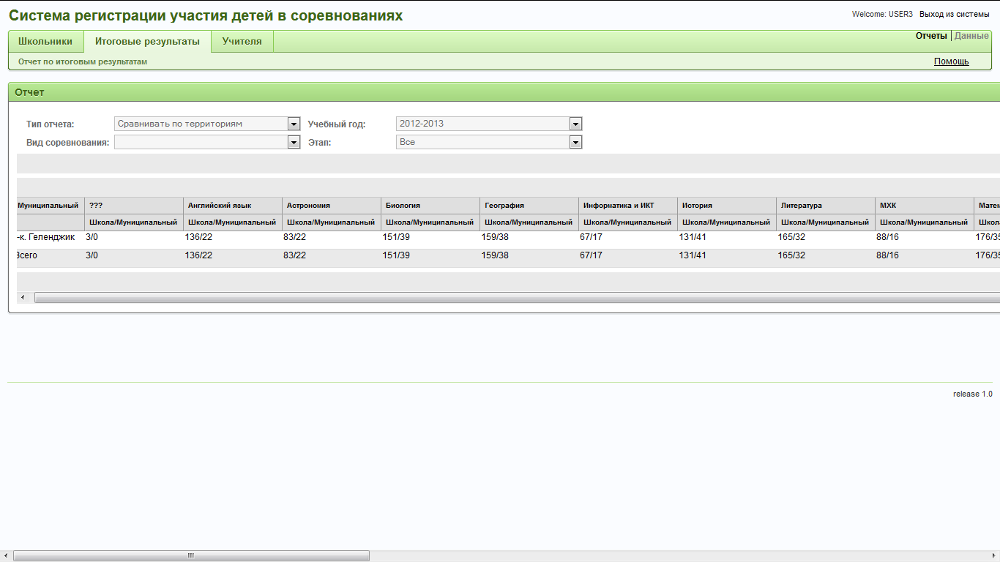 Система регистрации участия детей в соревнованиях
Welcome: USER3 Выход из системы
Школьники Итоговые результаты Учителя
Отчеты Данные
Отчет по итоговым результатам Помощь
Отчет
Тип отчета: Сравнивать по территориям Учебный год: 2012-2013
Вид соревнования: Этап: Все
Муниципальный ??? Английский язык Астрономия Биология География Информатика и ИКТ История Литература МХК Матем
Школа/Муниципальный Школа/Муниципальный Школа/Муниципальный Школа/Муниципальный Школа/Муниципальный Школа/Муниципальный Школа/Муниципальный Школа/Муниципальный Школа/Муниципальный Школ
-к. Геленджик 3/0 136/22 83/22 151/39 159/38 67/17 131/41 165/32 88/16 176/35
Всего 3/0 136/22 83/22 151/39 159/38 67/17 131/41 165/32 88/16 176/35
release 1.0